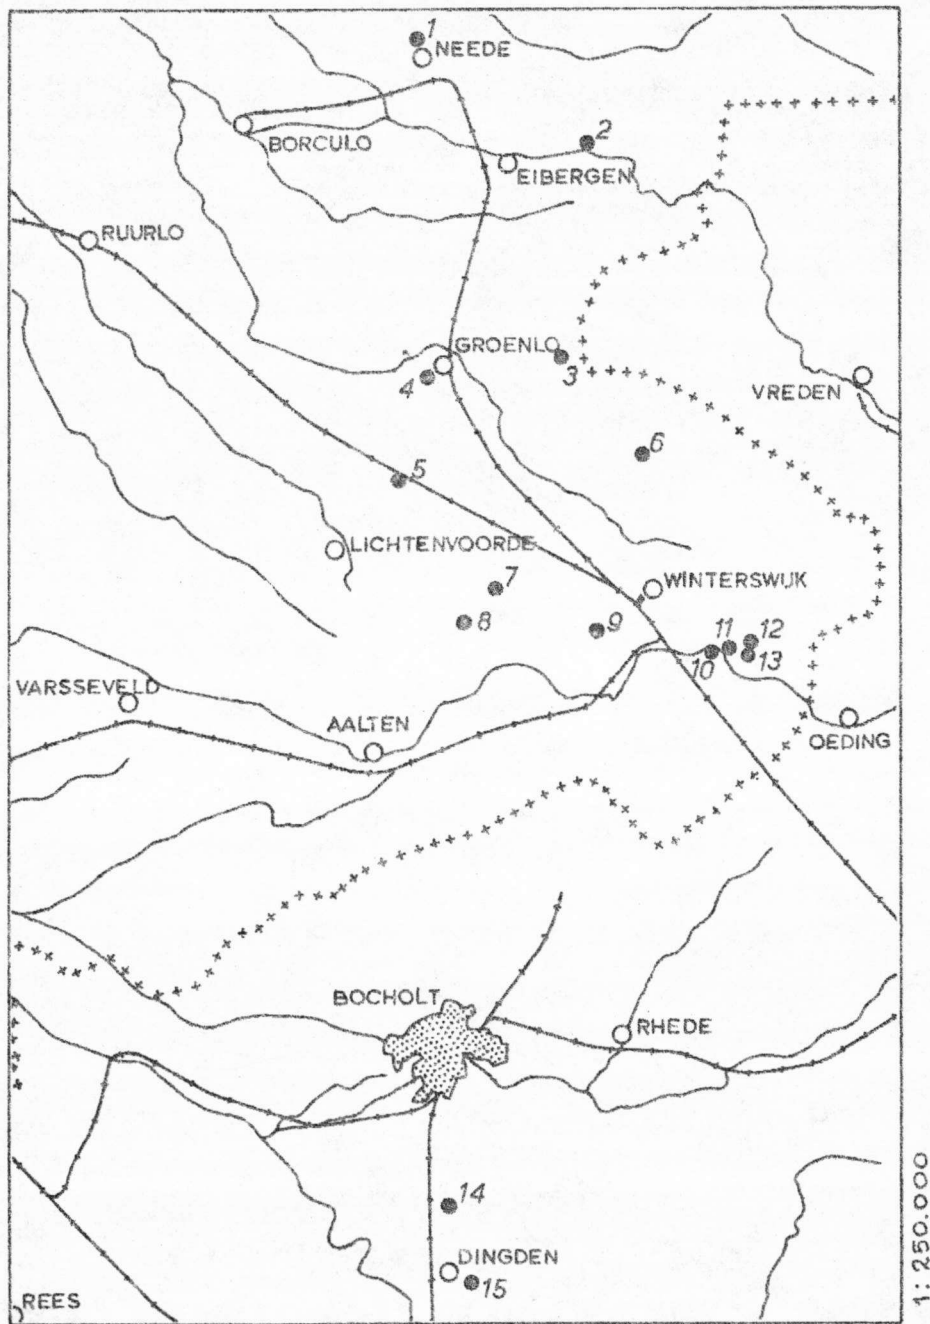 1
NEEDE
2
BORCULO
EIBERGEN
RUURLO
GROENLO
3
4
VREDEN
6
5
LICHTENVOORDE
7
WINTERSWIJK
8
9
11
12
10
13
VARSSEVELD
AALTEN
OEDING
BOCHOLT
RHEDE
14
DINGDEN
15
REES
1: 250.000